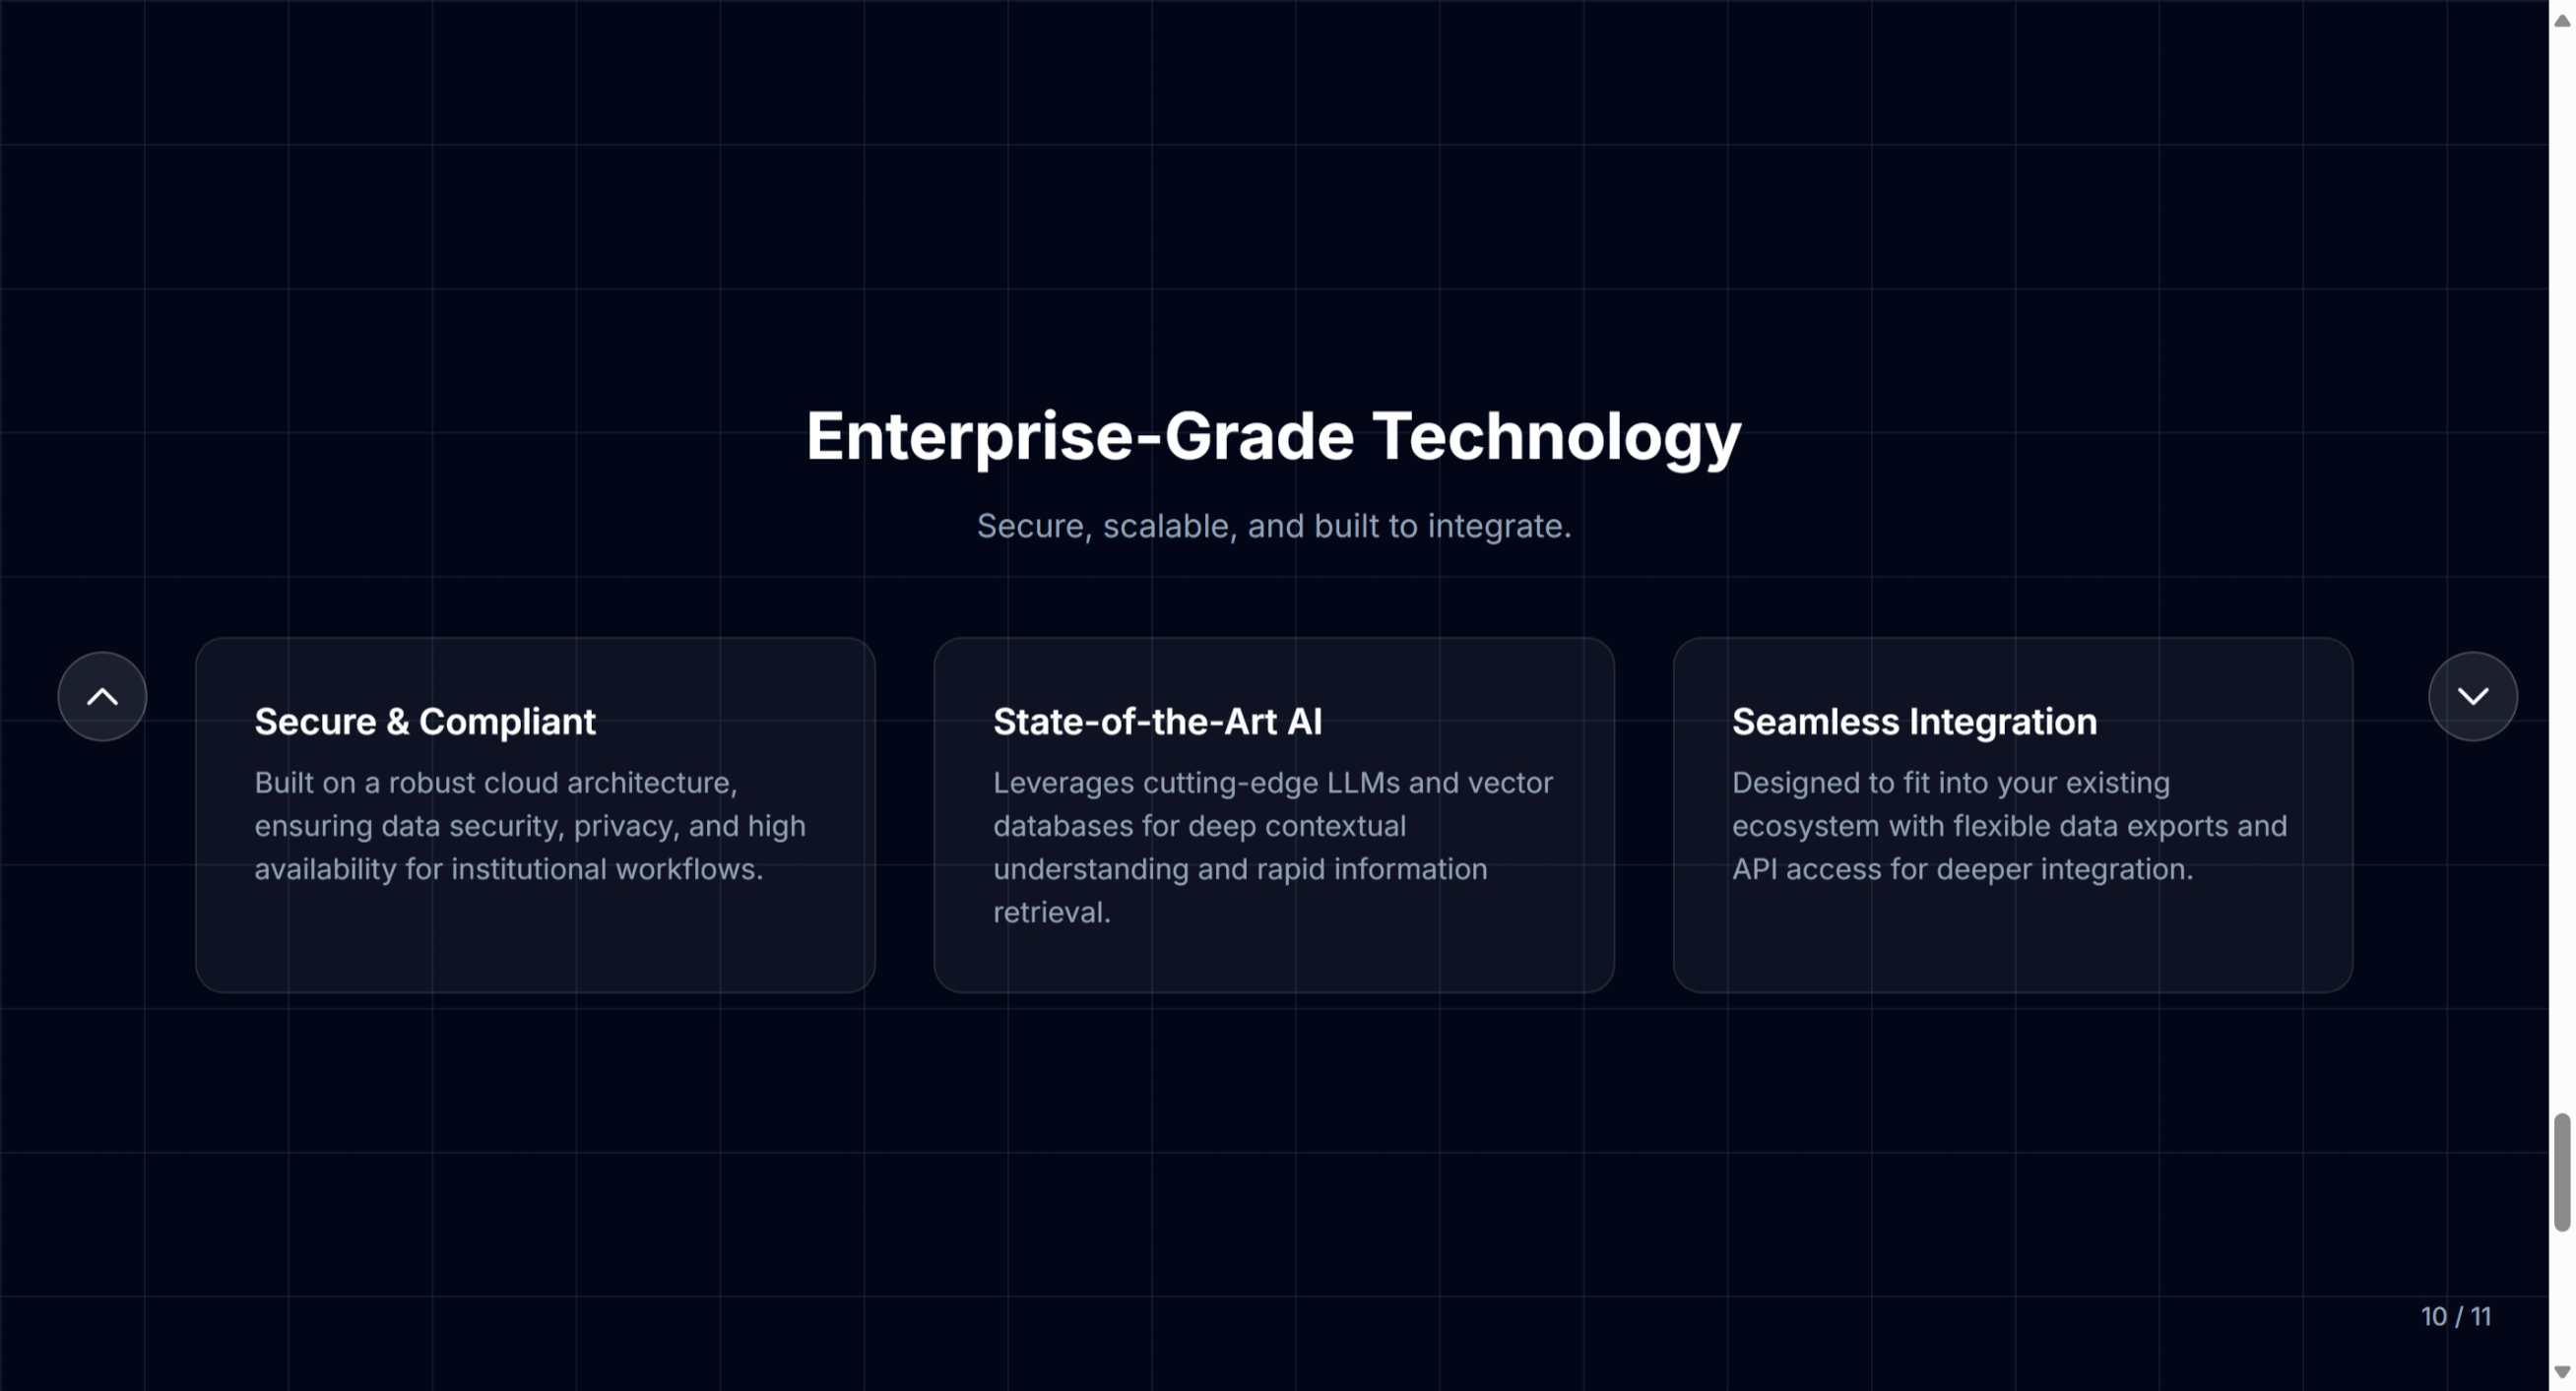 Enterprise-Grade Technology
Secure, scalable, and built to integrate.
Secure & Compliant
Built on a robust cloud architecture,
ensuring data security, privacy, and high
availability for institutional workflows.
State-of-the-Art AI
Leverages cutting-edge LLMs and vector
databases for deep contextual
understanding and rapid information
retrieval.
Seamless Integration
Designed to fit into your existing
ecosystem with flexible data exports and
API access for deeper integration.
10 / 11